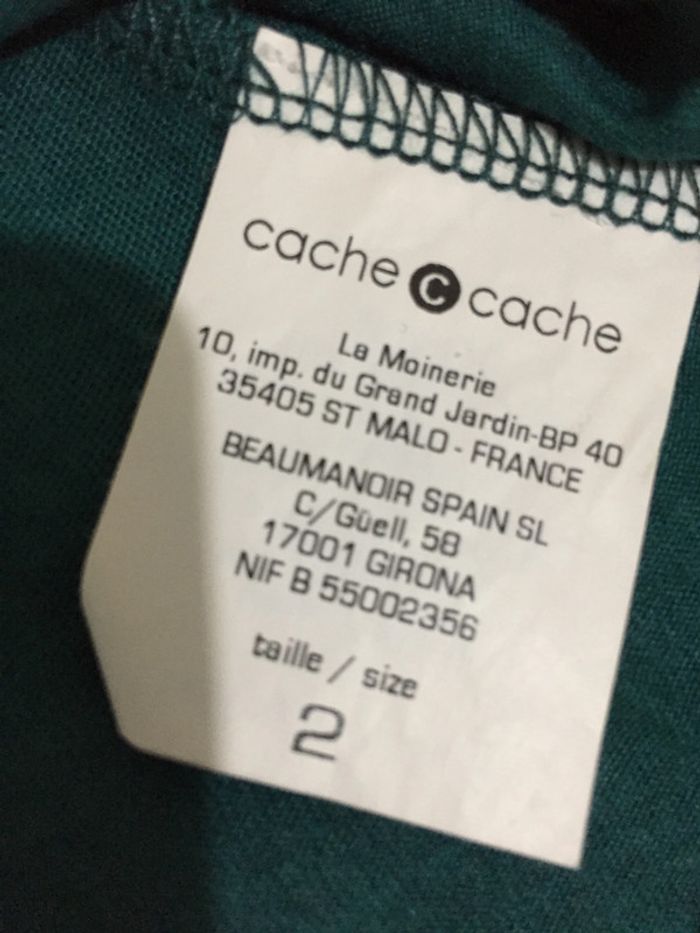 cache c cache
La Moinerie
10, imp. du Grand Jardin-BP 40
35405 ST MALO - FRANCE
BEAUMANOIR SPAIN SL
C/Güell, 58
17001 GIRONA
NIF B 55002356
taille / size
2